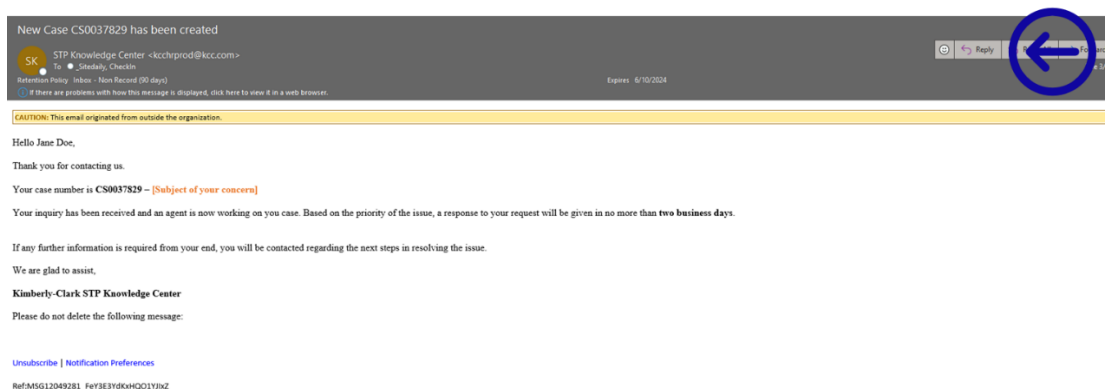 New Case CS0037829 has been created
SK
STP Knowledge Center <kcchrprod@kcc.com>
To _Sitedaily, CheckIn
Reply
Retention Policy Inbox - Non Record (90 days)
Expires 6/10/2024
If there are problems with how this message is displayed, click here to view it in a web browser.
CAUTION: This email originated from outside the organization.
Hello Jane Doe,
Thank you for contacting us.
Your case number is CS0037829 – [Subject of your concern]
Your inquiry has been received and an agent is now working on you case. Based on the priority of the issue, a response to your request will be given in no more than two business days.
If any further information is required from your end, you will be contacted regarding the next steps in resolving the issue.
We are glad to assist,
Kimberly-Clark STP Knowledge Center
Please do not delete the following message:
Unsubscribe | Notification Preferences